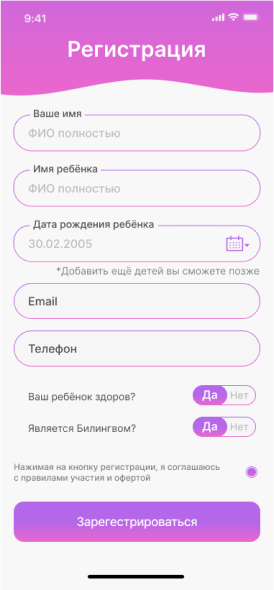 9:41
Регистрация
Ваше имя
ФИО полностью
Имя ребёнка
ФИО полностью
Дата рождения ребёнка
30.02.2005
*Добавить ещё детей вы сможете позже
Email
Телефон
Ваш ребёнок здоров? Да Нет
Является Билингвом? Да Нет
Нажимая на кнопку регистрации, я соглашаюсь
с правилами участия и офертой
Зарегестрироваться